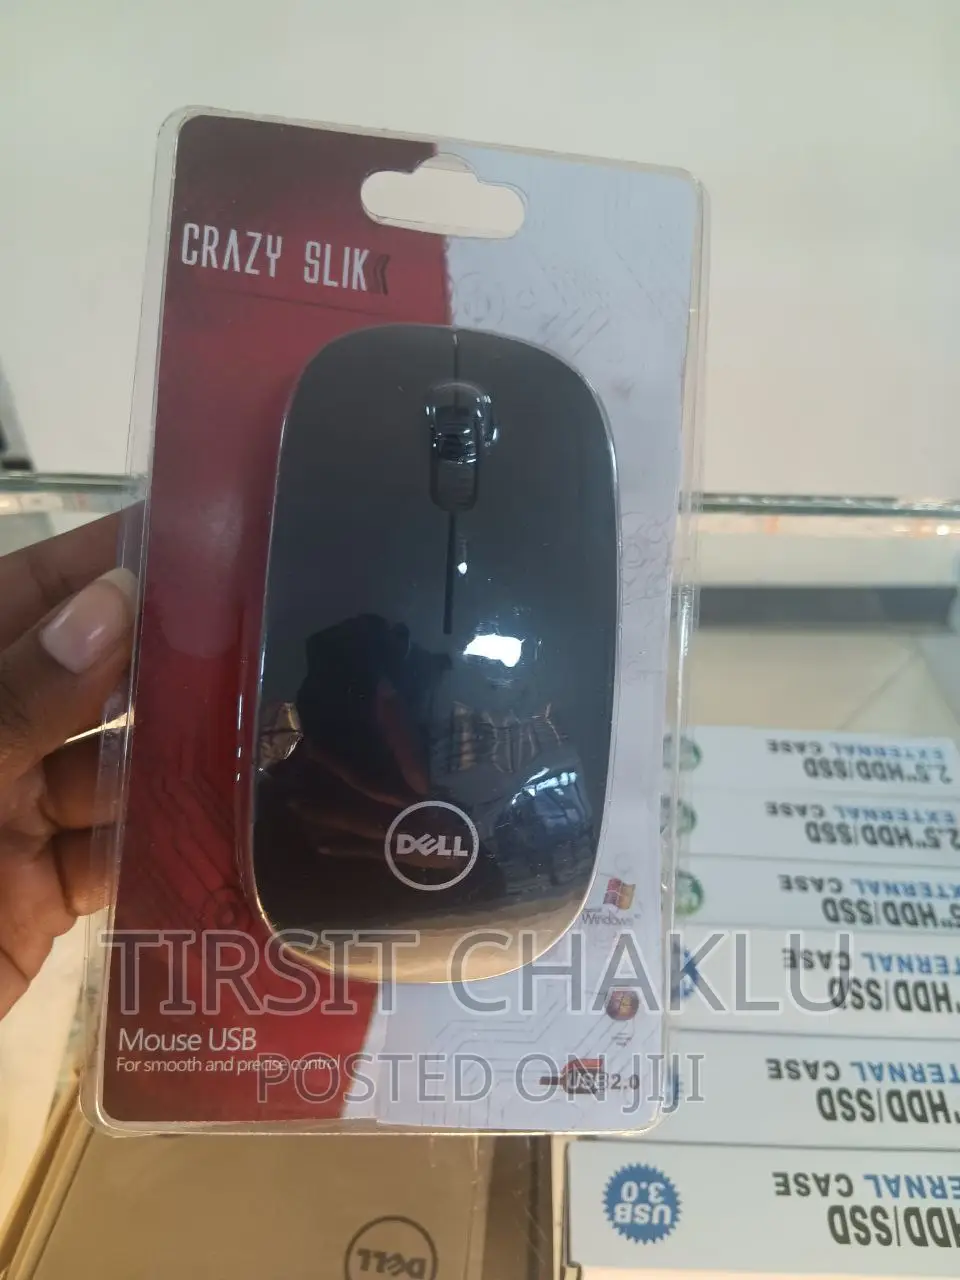 CRAZY SLIK
DELL
Windows
TIRSIT CHAKLU
Mouse USB
For smooth and precise control
POSTED ON JIJI
USB 2.0
2.5"HDD/SSD
EXTERNAL CASE
2.5"HDD/SSD
EXTERNAL CASE
HDD/SSD
EXTERNAL CASE
HDD/SSD
EXTERNAL CASE
HDD/SSD
TERNAL CASE
HDD/SSD
ERNAL CASE
USB
3.0
DELL